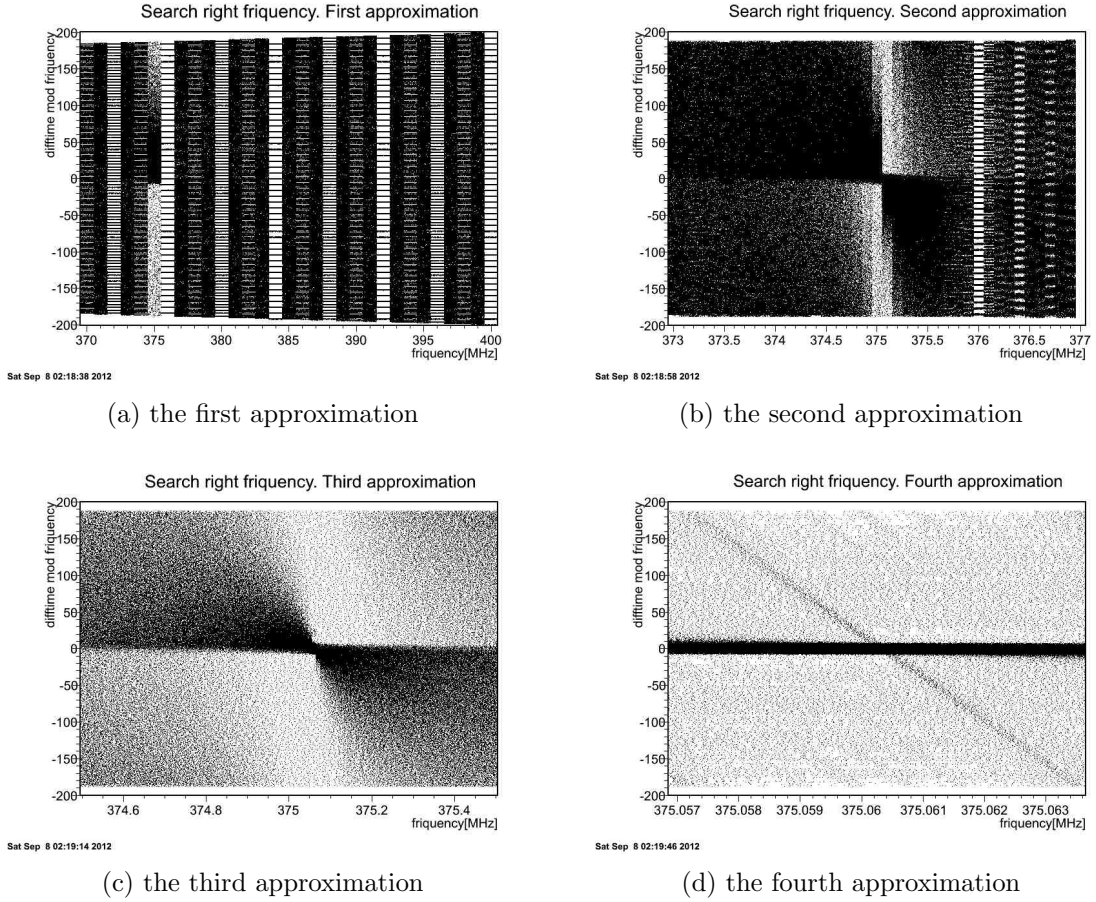 Search right friquency. First approximation
difftime mod friquency
200
150
100
50
0
-50
-100
-150
-200
370 375 380 385 390 395 400
friquency[MHz]
Sat Sep 8 02:18:38 2012
(a) the first approximation
Search right friquency. Second approximation
difftime mod friquency
200
150
100
50
0
-50
-100
-150
-200
373 373.5 374 374.5 375 375.5 376 376.5 377
friquency[MHz]
Sat Sep 8 02:18:58 2012
(b) the second approximation
Search right friquency. Third approximation
difftime mod friquency
200
150
100
50
0
-50
-100
-150
-200
374.6 374.8 375 375.2 375.4
friquency[MHz]
Sat Sep 8 02:19:14 2012
(c) the third approximation
Search right friquency. Fourth approximation
difftime mod friquency
200
150
100
50
0
-50
-100
-150
-200
375.057 375.058 375.059 375.06 375.061 375.062 375.063
friquency[MHz]
Sat Sep 8 02:19:46 2012
(d) the fourth approximation